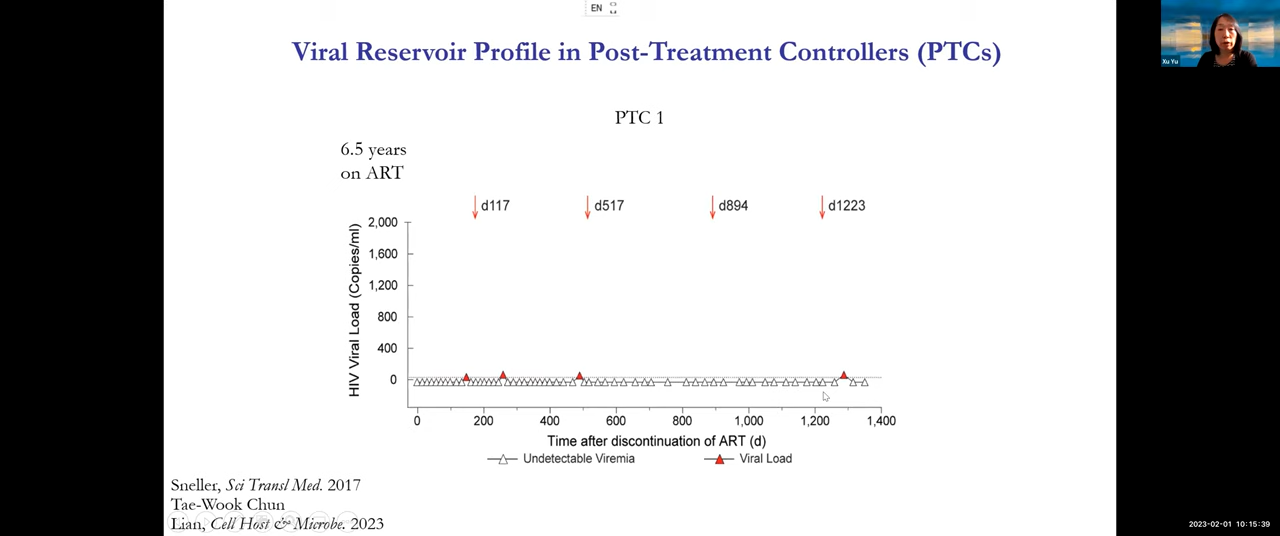 EN
Viral Reservoir Profile in Post-Treatment Controllers (PTCs)
Xu Yu
PTC 1
6.5 years
on ART
d117 d517 d894 d1223
HIV Viral Load (Copies/ml)
2,000
1,600
1,200
800
400
0
0 200 400 600 800 1,000 1,200 1,400
Time after discontinuation of ART (d)
Undetectable Viremia Viral Load
Sneller, Sci Transl Med. 2017
Tae-Wook Chun
Lian, Cell Host & Microbe. 2023
2023-02-01 10:15:39